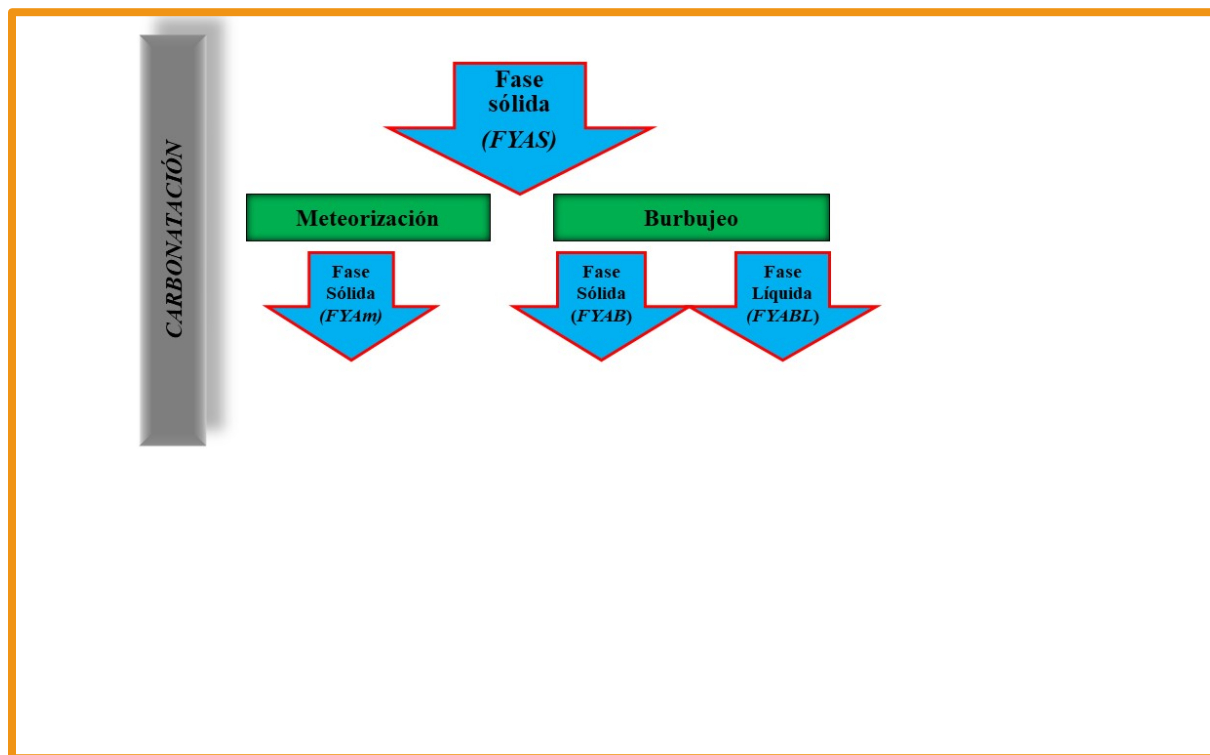 CARBONATACIÓN
Fase
sólida
(FYAS)
Meteorización
Burbujeo
Fase
Sólida
(FYAm)
Fase
Sólida
(FYAB)
Fase
Líquida
(FYABL)